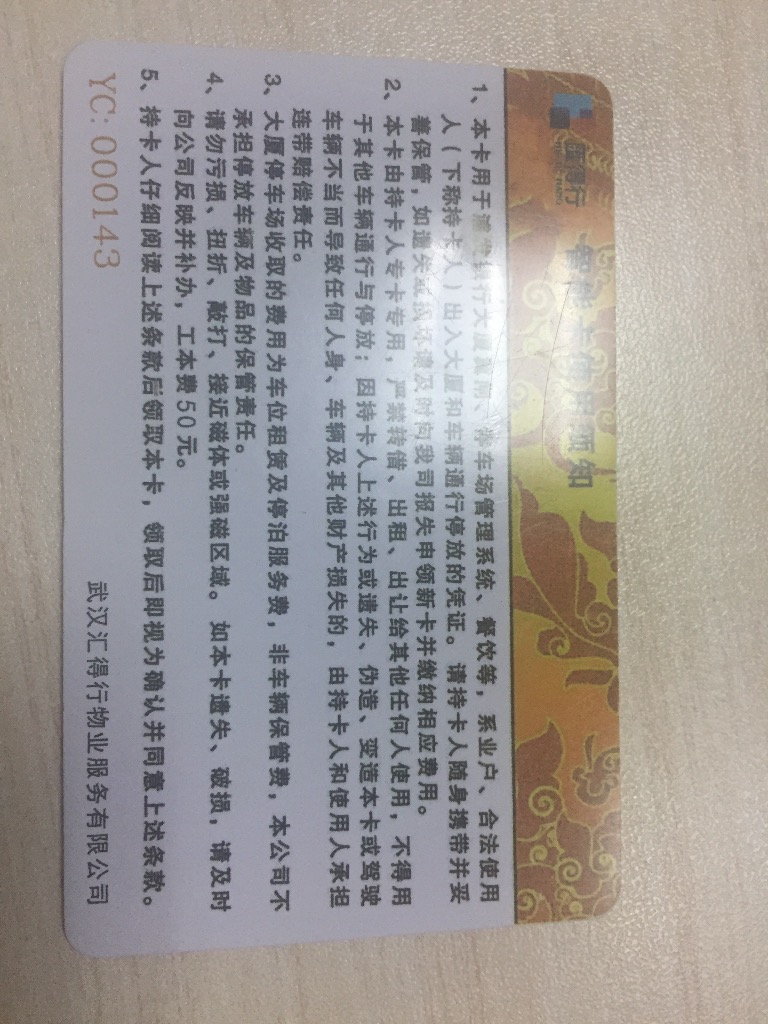 汇得行
智能卡使用须知
1、本卡用于浦发银行大厦闸、停车场管理系统、餐饮等，系业户、合法使用
人（下称持卡人）出入大厦和车辆通行停放的凭证。请持卡人随身携带并妥
善保管，如遗失或损坏请及时向我司报失申领新卡并缴纳相应费用。
2、本卡由持卡人专卡专用，严禁转借、出租、出让给其他任何人使用，不得用
于其他车辆通行与停放；因持卡人上述行为或遗失、伪造、变造本卡或驾驶
车辆不当而导致任何人身、车辆及其他财产损失的，由持卡人和使用人承担
连带赔偿责任。
3、大厦停车场收取的费用为车位租赁及停泊服务费，非车辆保管费，本公司不
承担停放车辆及物品的保管责任。
4、请勿污损、扭折、敲打、接近磁体或强磁区域。如本卡遗失、破损，请及时
向公司反映并补办，工本费50元。
5、持卡人仔细阅读上述条款后领取本卡，领取后即视为确认并同意上述条款。
YC: 000143
武汉汇得行物业服务有限公司